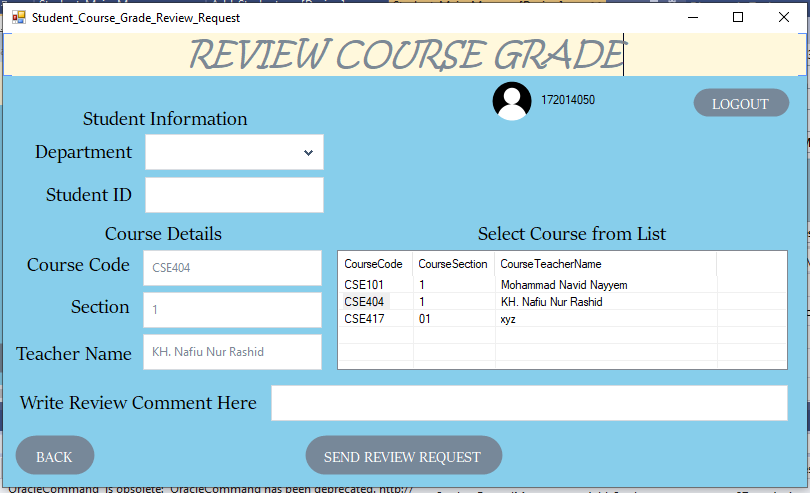 Student_Course_Grade_Review_Request
REVIEW COURSE GRADE
172014050
LOGOUT
Student Information
Department
Student ID
Course Details
Course Code
CSE404
Section
1
Teacher Name
KH. Nafiu Nur Rashid
Select Course from List
CourseCode CourseSection CourseTeacherName
CSE101 1 Mohammad Navid Nayyem
CSE404 1 KH. Nafiu Nur Rashid
CSE417 01 xyz
Write Review Comment Here
BACK
SEND REVIEW REQUEST
'OracleCommand' is obsolete: 'OracleCommand has been deprecated. http://